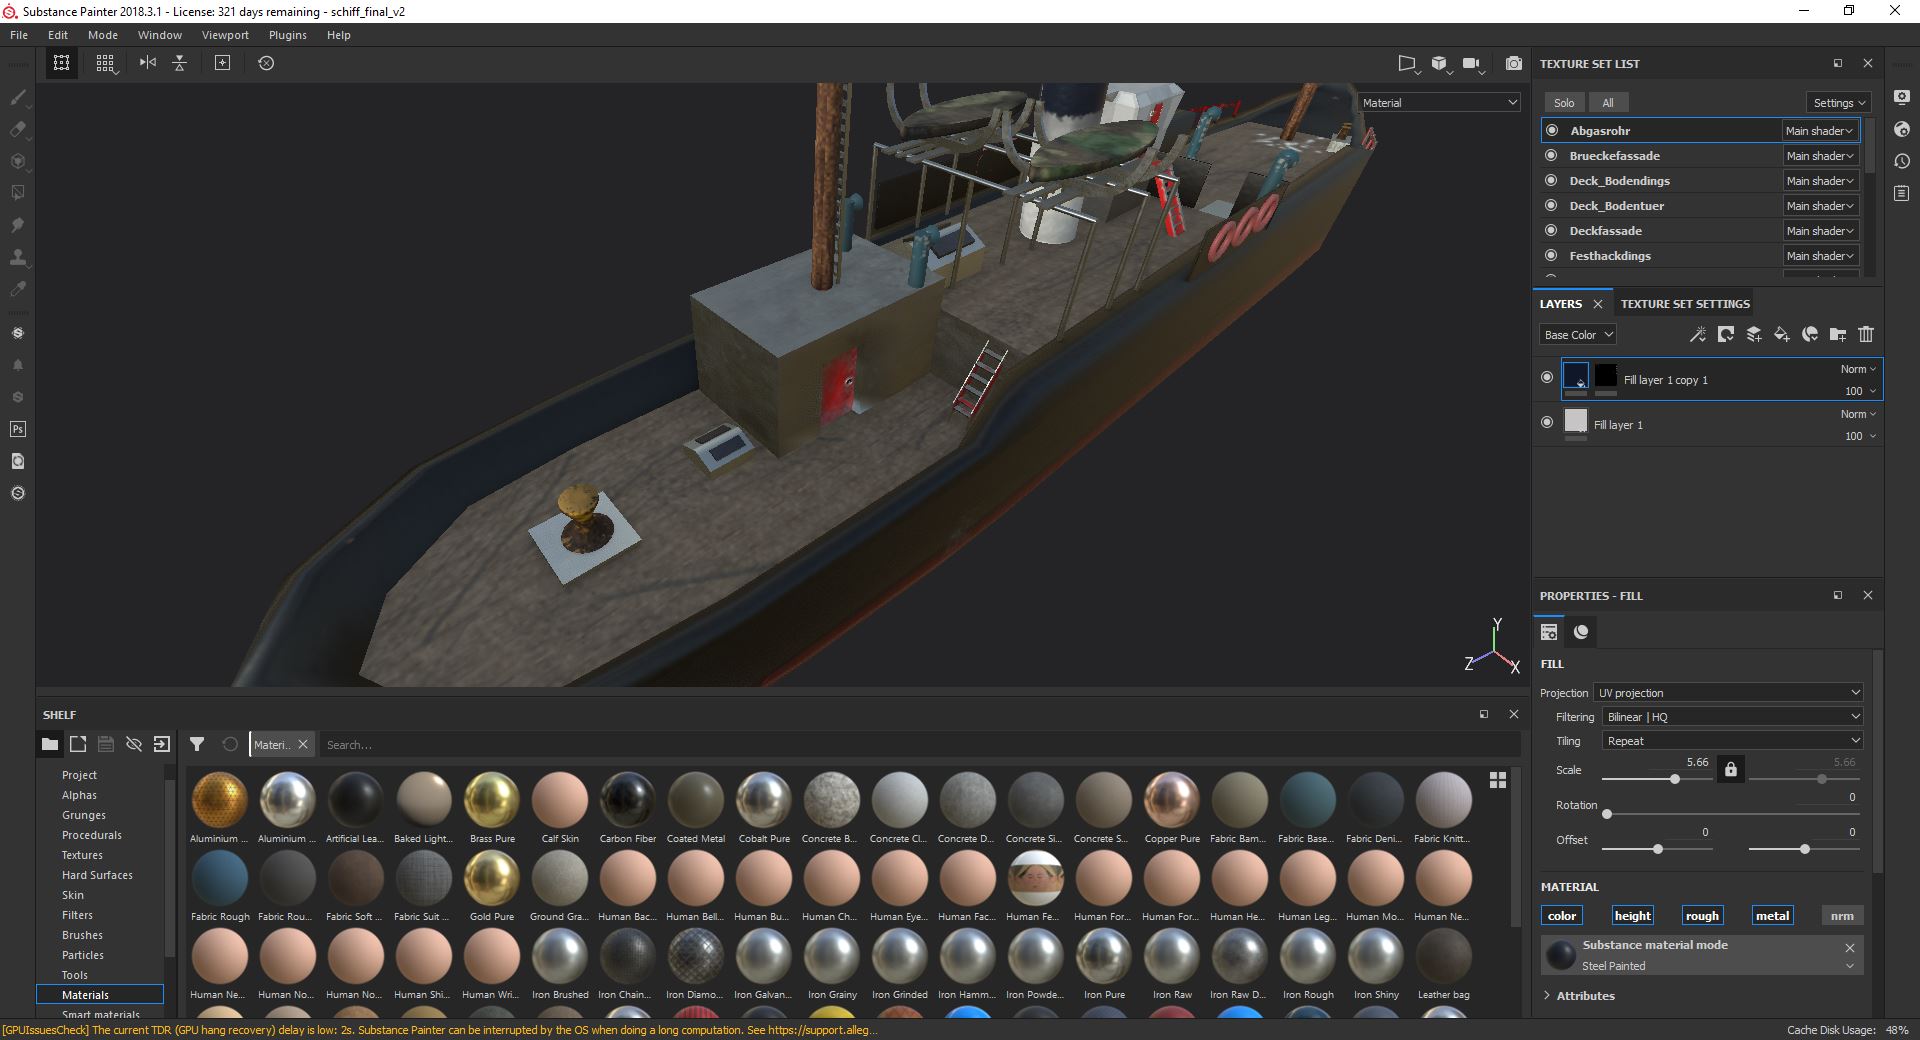 Substance Painter 2018.3.1 - License: 321 days remaining - schiff_final_v2
File Edit Mode Window Viewport Plugins Help
Material
TEXTURE SET LIST
Solo All Settings
Abgasrohr Main shader
Brueckefassade Main shader
Deck_Bodendings Main shader
Deck_Bodentuer Main shader
Deckfassade Main shader
Festhackdings Main shader
LAYERS TEXTURE SET SETTINGS
Base Color
Fill layer 1 copy 1 Norm
100
Fill layer 1 Norm
100
Ps
Y
Z X
PROPERTIES - FILL
FILL
Projection UV projection
Filtering Bilinear | HQ
Tiling Repeat
Scale 5.66 5.66
Rotation 0
Offset 0 0
MATERIAL
color height rough metal nrm
Substance material mode
Steel Painted
Attributes
SHELF
Materi.. Search...
Project
Alphas
Grunges
Procedurals
Textures
Hard Surfaces
Skin
Filters
Brushes
Particles
Tools
Materials
Smart materials
Aluminium ... Aluminium ... Artificial Lea... Baked Light... Brass Pure Calf Skin Carbon Fiber Coated Metal Cobalt Pure Concrete B... Concrete Cl... Concrete D... Concrete Si... Concrete S... Copper Pure Fabric Bam... Fabric Base... Fabric Deni... Fabric Knitt...
Fabric Rough Fabric Rou... Fabric Soft ... Fabric Suit ... Gold Pure Ground Gra... Human Bac... Human Bell... Human Bu... Human Ch... Human Eye... Human Fac... Human Fe... Human For... Human For... Human He... Human Leg... Human Mo... Human Ne...
Human Ne... Human No... Human No... Human Shi... Human Wri... Iron Brushed Iron Chain... Iron Diamo... Iron Galvan... Iron Grainy Iron Grinded Iron Hamm... Iron Powde... Iron Pure Iron Raw Iron Raw D... Iron Rough Iron Shiny Leather bag
[GPUIssuesCheck] The current TDR (GPU hang recovery) delay is low: 2s. Substance Painter can be interrupted by the OS when doing a long computation. See https://support.alleg...
Cache Disk Usage: 48%